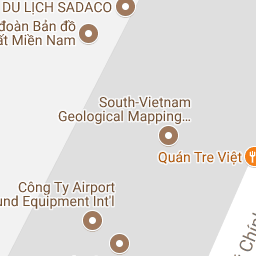 DU LỊCH SADACO
đoàn Bản đồ
ất Miền Nam
South-Vietnam
Geological Mapping...
Quán Tre Việt
Công Ty Airport
und Equipment Int'l
Chính